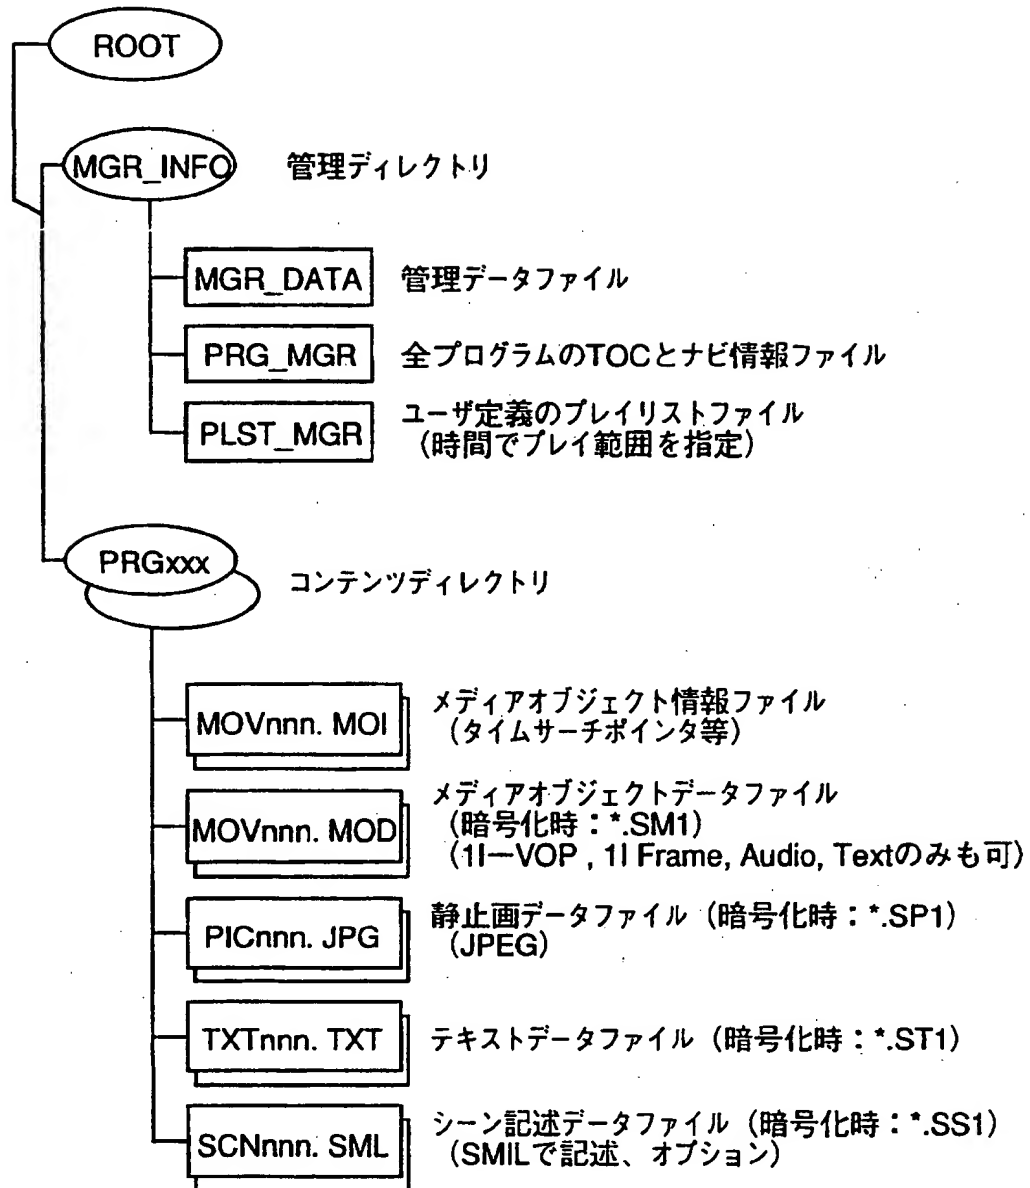 ROOT
MGR_INFO 管理ディレクトリ
MGR_DATA 管理データファイル
PRG_MGR 全プログラムのTOCとナビ情報ファイル
PLST_MGR ユーザ定義のプレイリストファイル
(時間でプレイ範囲を指定)
PRGxxx コンテンツディレクトリ
MOVnnn. MOI メディアオブジェクト情報ファイル
(タイムサーチポインタ等)
MOVnnn. MOD メディアオブジェクトデータファイル
(暗号化時：*.SM1)
(1IーVOP , 1I Frame, Audio, Textのみも可)
PICnnn. JPG 静止画データファイル (暗号化時：*.SP1)
(JPEG)
TXTnnn. TXT テキストデータファイル (暗号化時：*.ST1)
SCNnnn. SML シーン記述データファイル (暗号化時：*.SS1)
(SMILで記述、オプション)